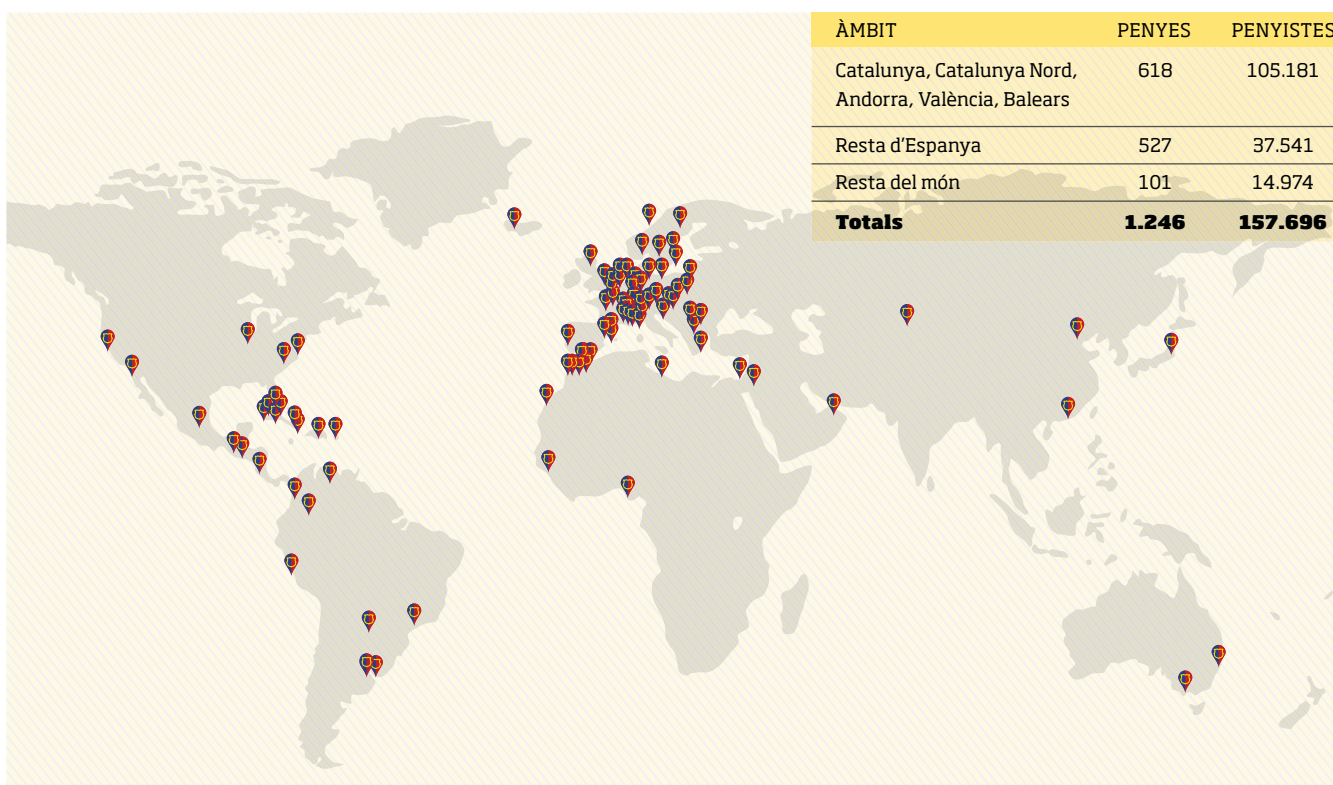 ÀMBIT PENYES PENYISTES
Catalunya, Catalunya Nord, 618 105.181
Andorra, València, Balears
Resta d'Espanya 527 37.541
Resta del món 101 14.974
Totals 1.246 157.696